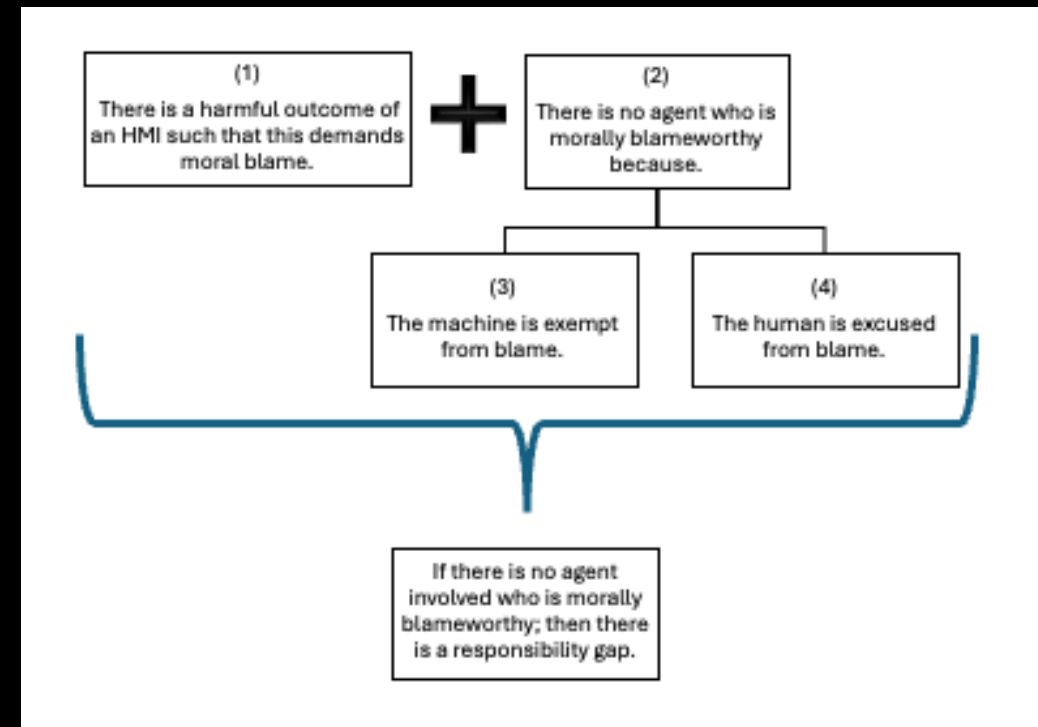 (1)
There is a harmful outcome of
an HMI such that this demands
moral blame.
(2)
There is no agent who is
morally blameworthy
because.
(3)
The machine is exempt
from blame.
(4)
The human is excused
from blame.
If there is no agent
involved who is morally
blameworthy; then there
is a responsibility gap.